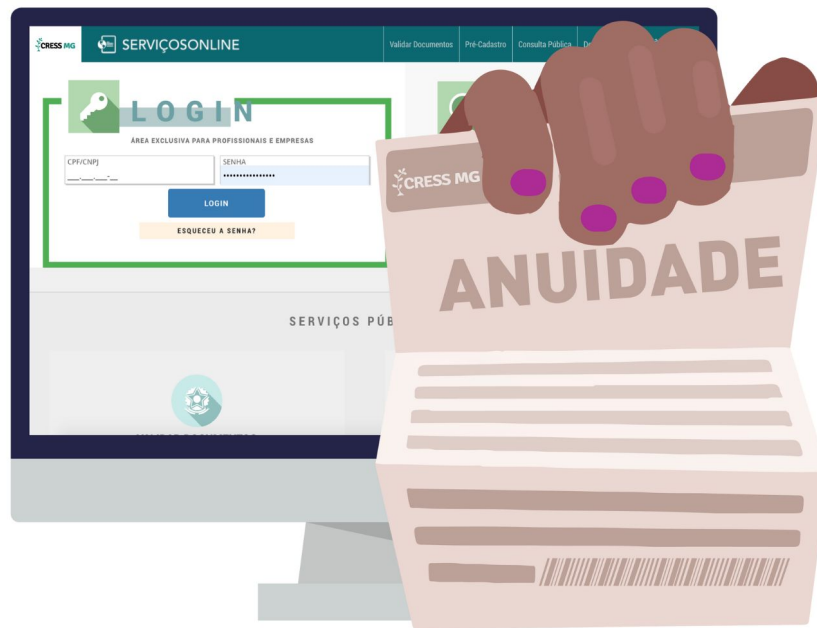 CRESS MG
SERVIÇOSONLINE
Validar Documentos
Pré-Cadastro
Consulta Pública
LOGIN
ÁREA EXCLUSIVA PARA PROFISSIONAIS E EMPRESAS
CPF/CNPJ
SENHA
LOGIN
ESQUECEU A SENHA?
SERVIÇOS
CRESS MG
ANUIDADE